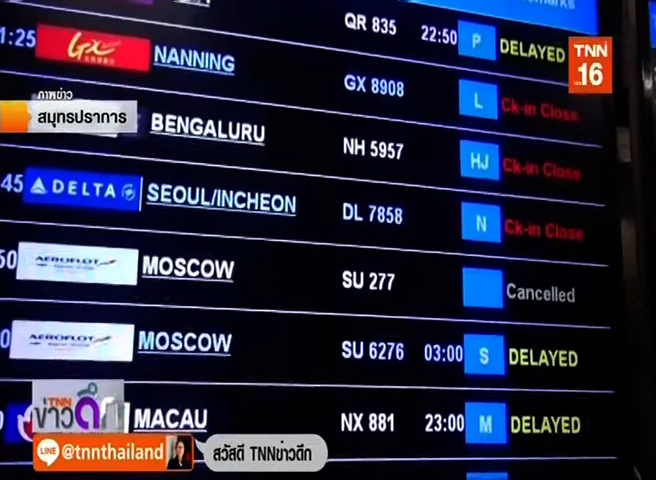 QR 835 22:50 P DELAYED
1:25 GX NANNING GX 8908 L Ck-in Close
BENGALURU NH 5957 HJ Ck-in Close
45 DELTA SEOUL/INCHEON DL 7858 N Ck-in Close
50 AEROFLOT MOSCOW SU 277 Cancelled
0 AEROFLOT MOSCOW SU 6276 03:00 S DELAYED
MACAU NX 881 23:00 M DELAYED
TNN
16
ภาพข่าว
สมุทรปราการ
TNN
ข่าวดึก
LINE @tnnthailand
สวัสดี TNNข่าวดึก